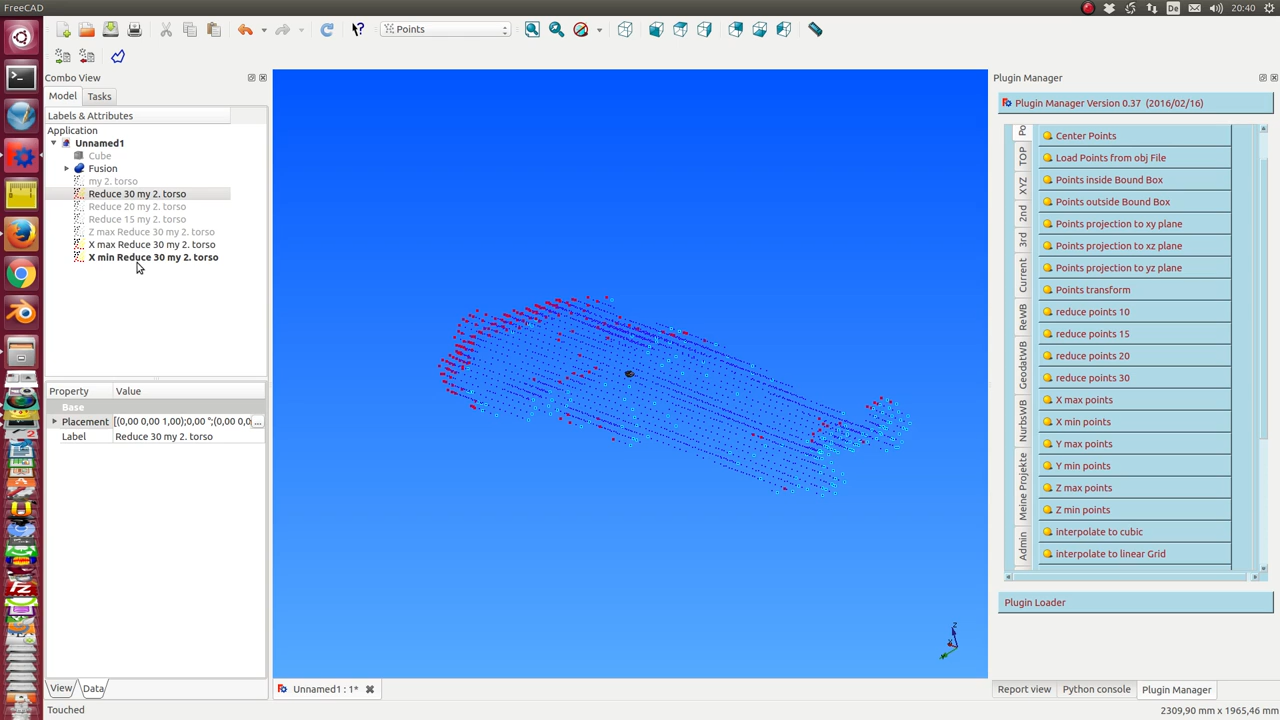 FreeCAD
De
20:40
Points
Combo View
Plugin Manager
Model
Tasks
Plugin Manager Version 0.37 (2016/02/16)
Labels & Attributes
Application
Unnamed1
Cube
Fusion
my 2. torso
Reduce 30 my 2. torso
Reduce 20 my 2. torso
Reduce 15 my 2. torso
Z max Reduce 30 my 2. torso
X max Reduce 30 my 2. torso
X min Reduce 30 my 2. torso
Po
TOP
XYZ
2nd
3rd
Current
ReWB
GeodatWB
NurbsWB
Meine Projekte
Admin
Center Points
Load Points from obj File
Points inside Bound Box
Points outside Bound Box
Points projection to xy plane
Points projection to xz plane
Points projection to yz plane
Points transform
reduce points 10
reduce points 15
reduce points 20
reduce points 30
X max points
X min points
Y max points
Y min points
Z max points
Z min points
interpolate to cubic
interpolate to linear Grid
Property
Value
Base
Placement
[(0,00 0,00 1,00);0,00 °;(0,00 0,0
...
Label
Reduce 30 my 2. torso
Plugin Loader
Z
View
Data
Unnamed1 : 1*
Report view
Python console
Plugin Manager
Touched
2309,90 mm x 1965,46 mm